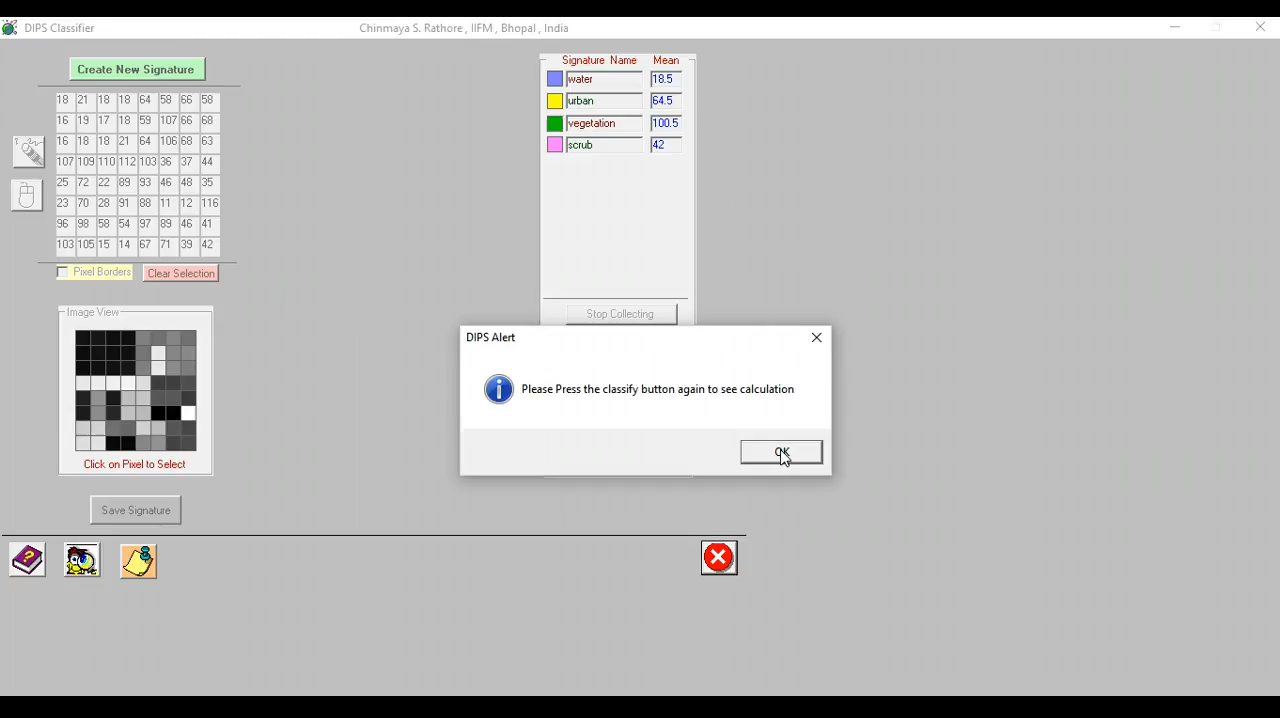 DIPS Classifier
Chinmaya S. Rathore , IIFM , Bhopal , India
Create New Signature
18 21 18 18 64 58 66 58
16 19 17 18 59 107 66 68
16 18 18 21 64 106 68 63
107 109 110 112 103 36 37 44
25 72 22 89 93 46 48 35
23 70 28 91 88 11 12 116
96 98 58 54 97 89 46 41
103 105 15 14 67 71 39 42
Pixel Borders
Clear Selection
Image View
Click on Pixel to Select
Save Signature
Signature Name Mean
water 18.5
urban 64.5
vegetation 100.5
scrub 42
Stop Collecting
DIPS Alert
Please Press the classify button again to see calculation
OK